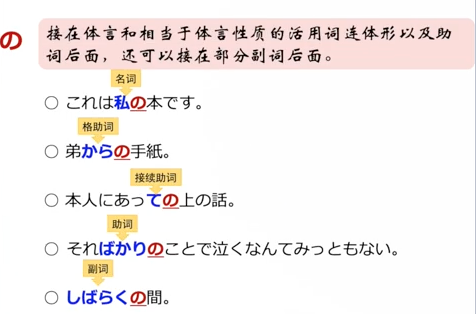 の
接在体言和相当于体言性质的活用词连体形以及助
词后面，还可以接在部分副词后面。
名词
○ これは私の本です。
格助词
○ 弟からの手紙。
接续助词
○ 本人にあっての上の話。
助词
○ そればかりのことで泣くなんてみっともない。
副词
○ しばらくの間。